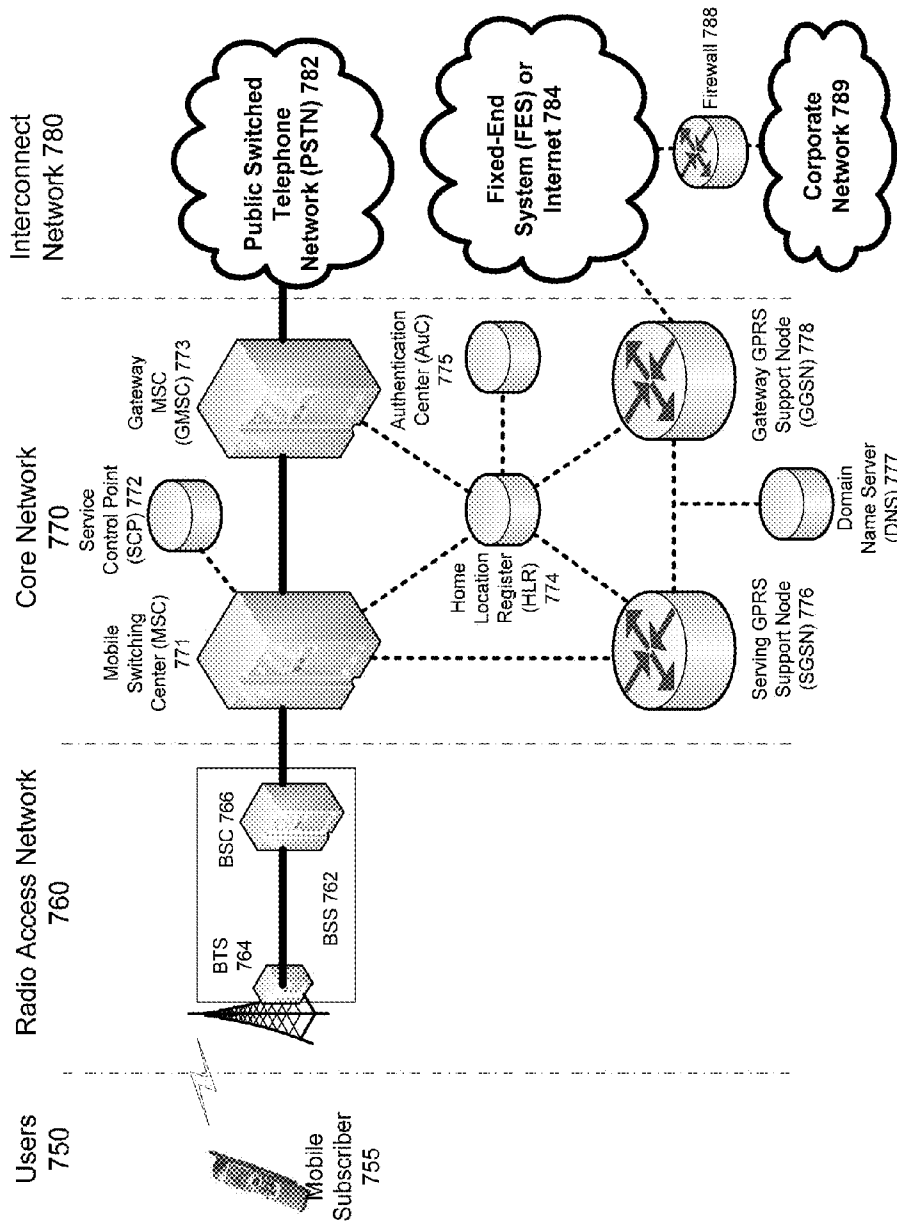 Users
750
Radio Access Network
760
Core Network
770
Interconnect
Network 780
Mobile
Subscriber
755
BTS
764
BSC 766
BSS 762
Mobile
Switching
Center (MSC)
771
Service
Control Point
(SCP) 772
Gateway
MSC
(GMSC) 773
Public Switched
Telephone
Network (PSTN) 782
Home
Location
Register
(HLR)
774
Authentication
Center (AuC)
775
Fixed-End
System (FES) or
Internet 784
Serving GPRS
Support Node
(SGSN) 776
Domain
Name Server
(DNS) 777
Gateway GPRS
Support Node
(GGSN) 778
Firewall 788
Corporate
Network 789